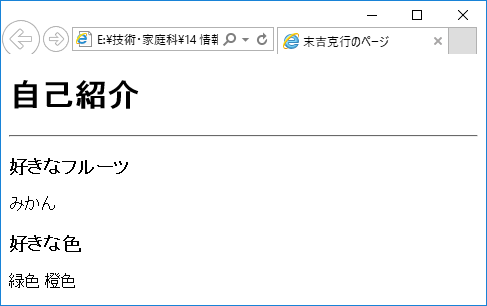 E:¥技術・家庭科¥14 情報
末吉克行のページ
自己紹介
好きなフルーツ
みかん
好きな色
緑色 橙色